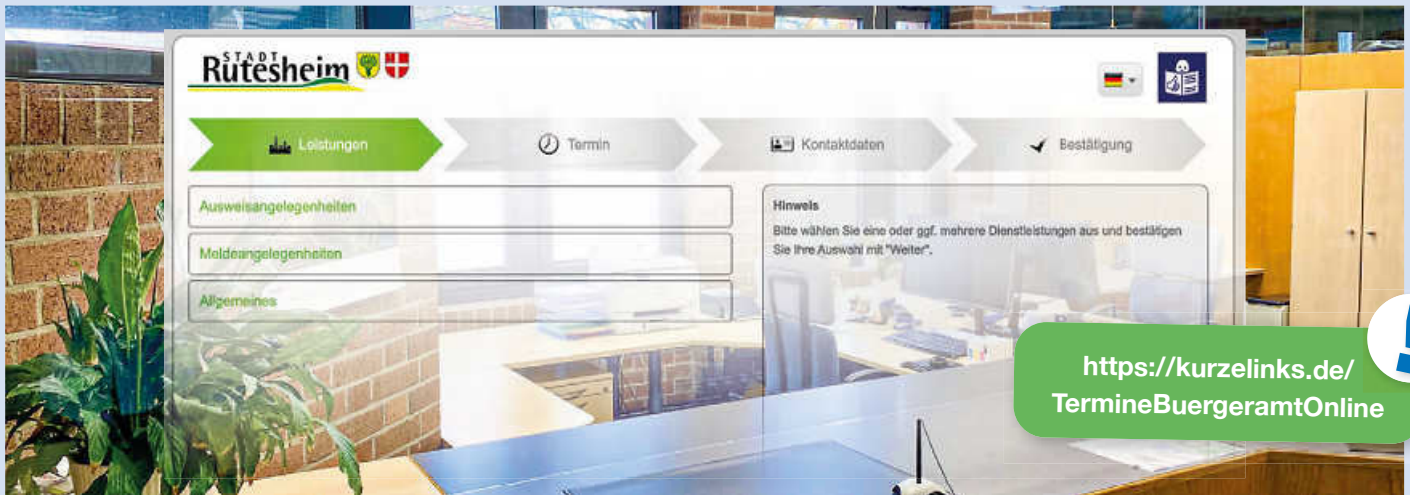 STADT
Rutesheim
Leistungen
Termin
Kontaktdaten
Bestätigung
Ausweisangelegenheiten
Meldeangelegenheiten
Allgemeines
Hinweis
Bitte wählen Sie eine oder ggf. mehrere Dienstleistungen aus und bestätigen
Sie Ihre Auswahl mit "Weiter".
https://kurzelinks.de/
TermineBuergeramtOnline